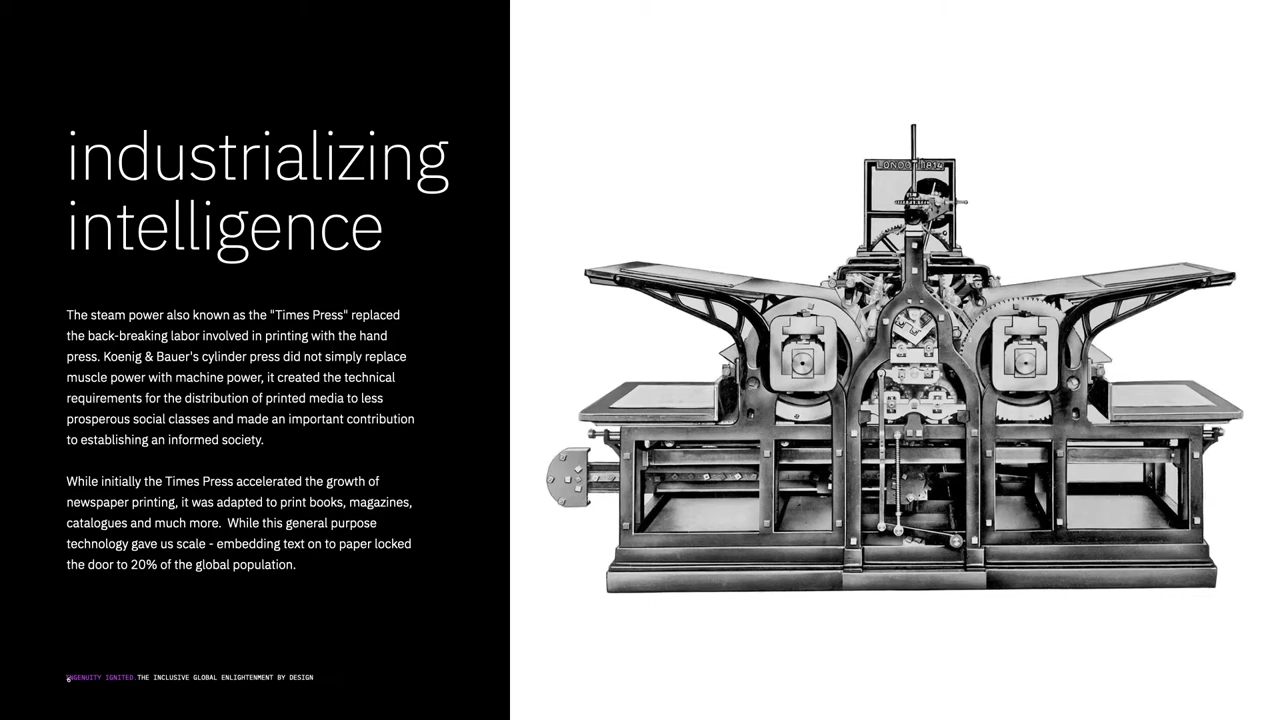 industrializing
intelligence
LONDON 1814
The steam power also known as the "Times Press" replaced
the back-breaking labor involved in printing with the hand
press. Koenig & Bauer's cylinder press did not simply replace
muscle power with machine power, it created the technical
requirements for the distribution of printed media to less
prosperous social classes and made an important contribution
to establishing an informed society.
While initially the Times Press accelerated the growth of
newspaper printing, it was adapted to print books, magazines,
catalogues and much more.  While this general purpose
technology gave us scale - embedding text on to paper locked
the door to 20% of the global population.
INGENUITY IGNITED.THE INCLUSIVE GLOBAL ENLIGHTENMENT BY DESIGN